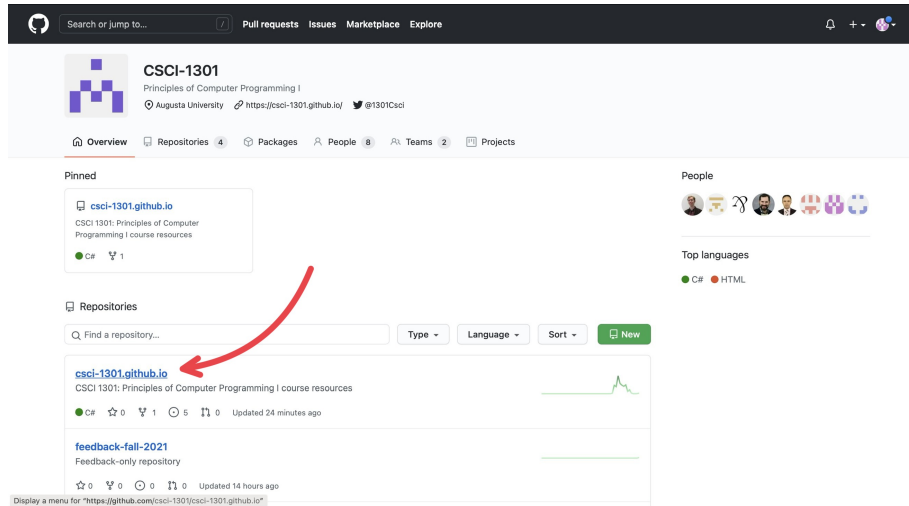 Search or jump to... / Pull requests Issues Marketplace Explore
CSCI-1301
Principles of Computer Programming I
Augusta University https://csci-1301.github.io/ @1301Csci
Overview Repositories 4 Packages People 8 Teams 2 Projects
Pinned
csci-1301.github.io
CSCI 1301: Principles of Computer
Programming I course resources
C# 1
People
Top languages
C# HTML
Repositories
Find a repository... Type Language Sort New
csci-1301.github.io
CSCI 1301: Principles of Computer Programming I course resources
C# 0 1 5 0 Updated 24 minutes ago
feedback-fall-2021
Feedback-only repository
0 0 0 0 Updated 14 hours ago
Display a menu for "https://github.com/csci-1301/csci-1301.github.io"